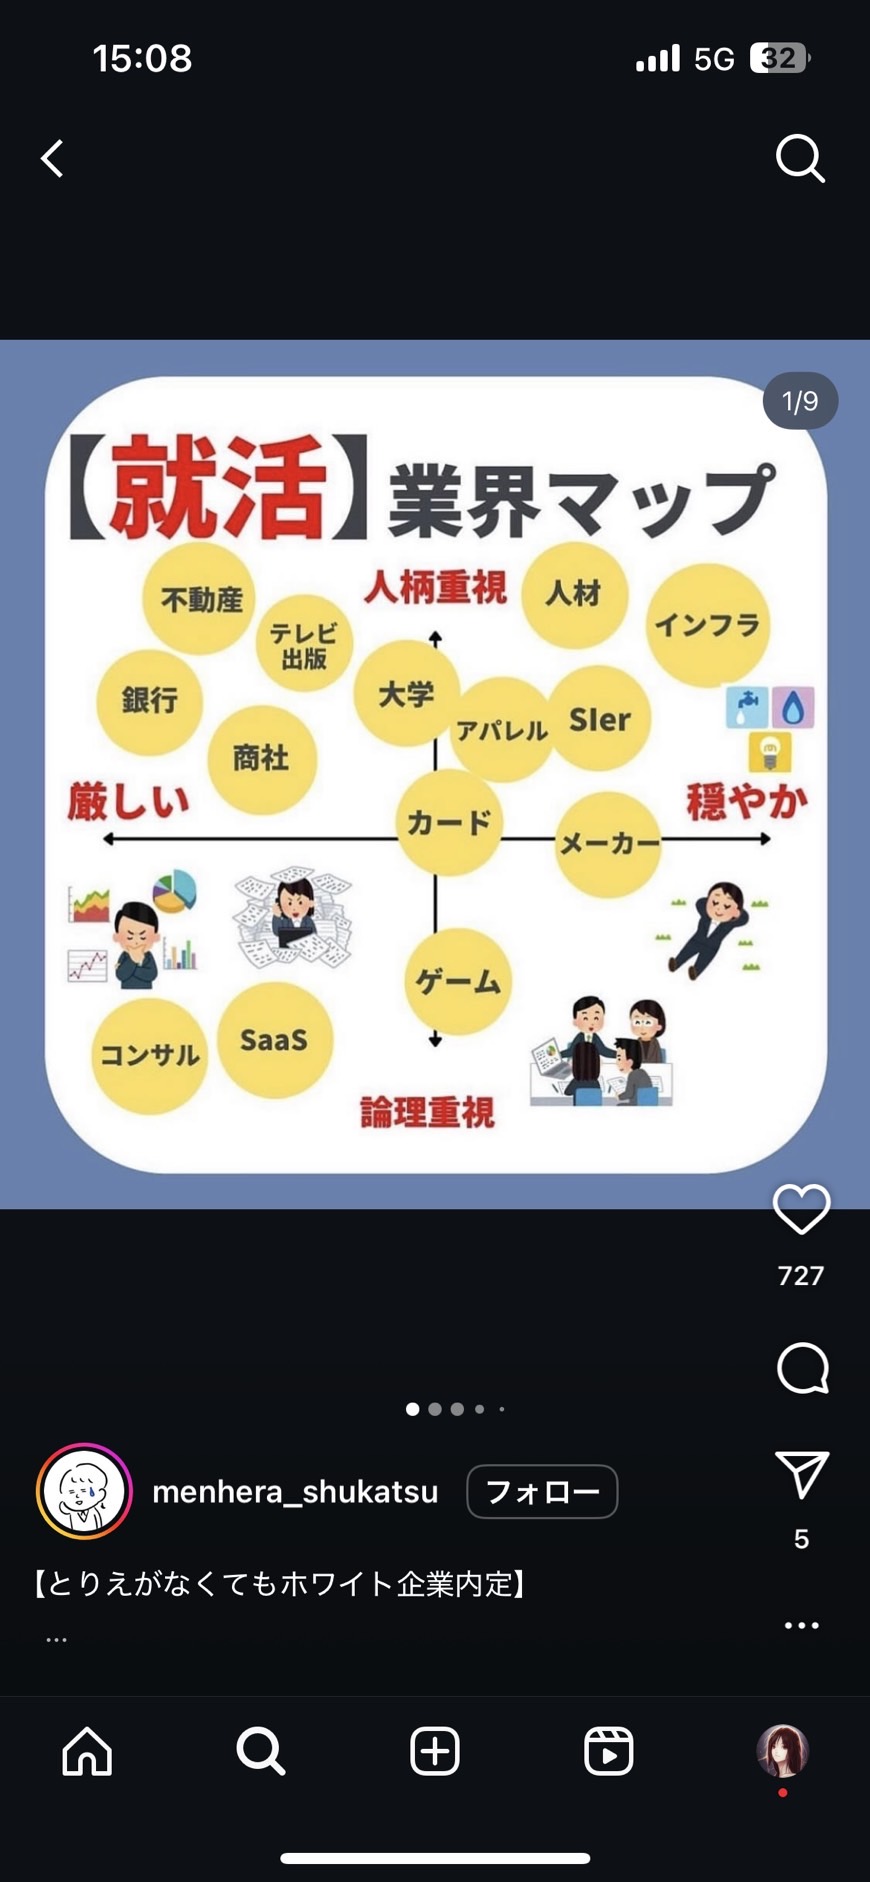 15:08
5G
32
1/9
【就活】業界マップ
人柄重視
不動産
人材
インフラ
テレビ
出版
銀行
大学
アパレル
SIer
商社
厳しい
穏やか
カード
メーカー
ゲーム
コンサル
SaaS
論理重視
727
menhera_shukatsu
フォロー
5
【とりえがなくてもホワイト企業内定】
...